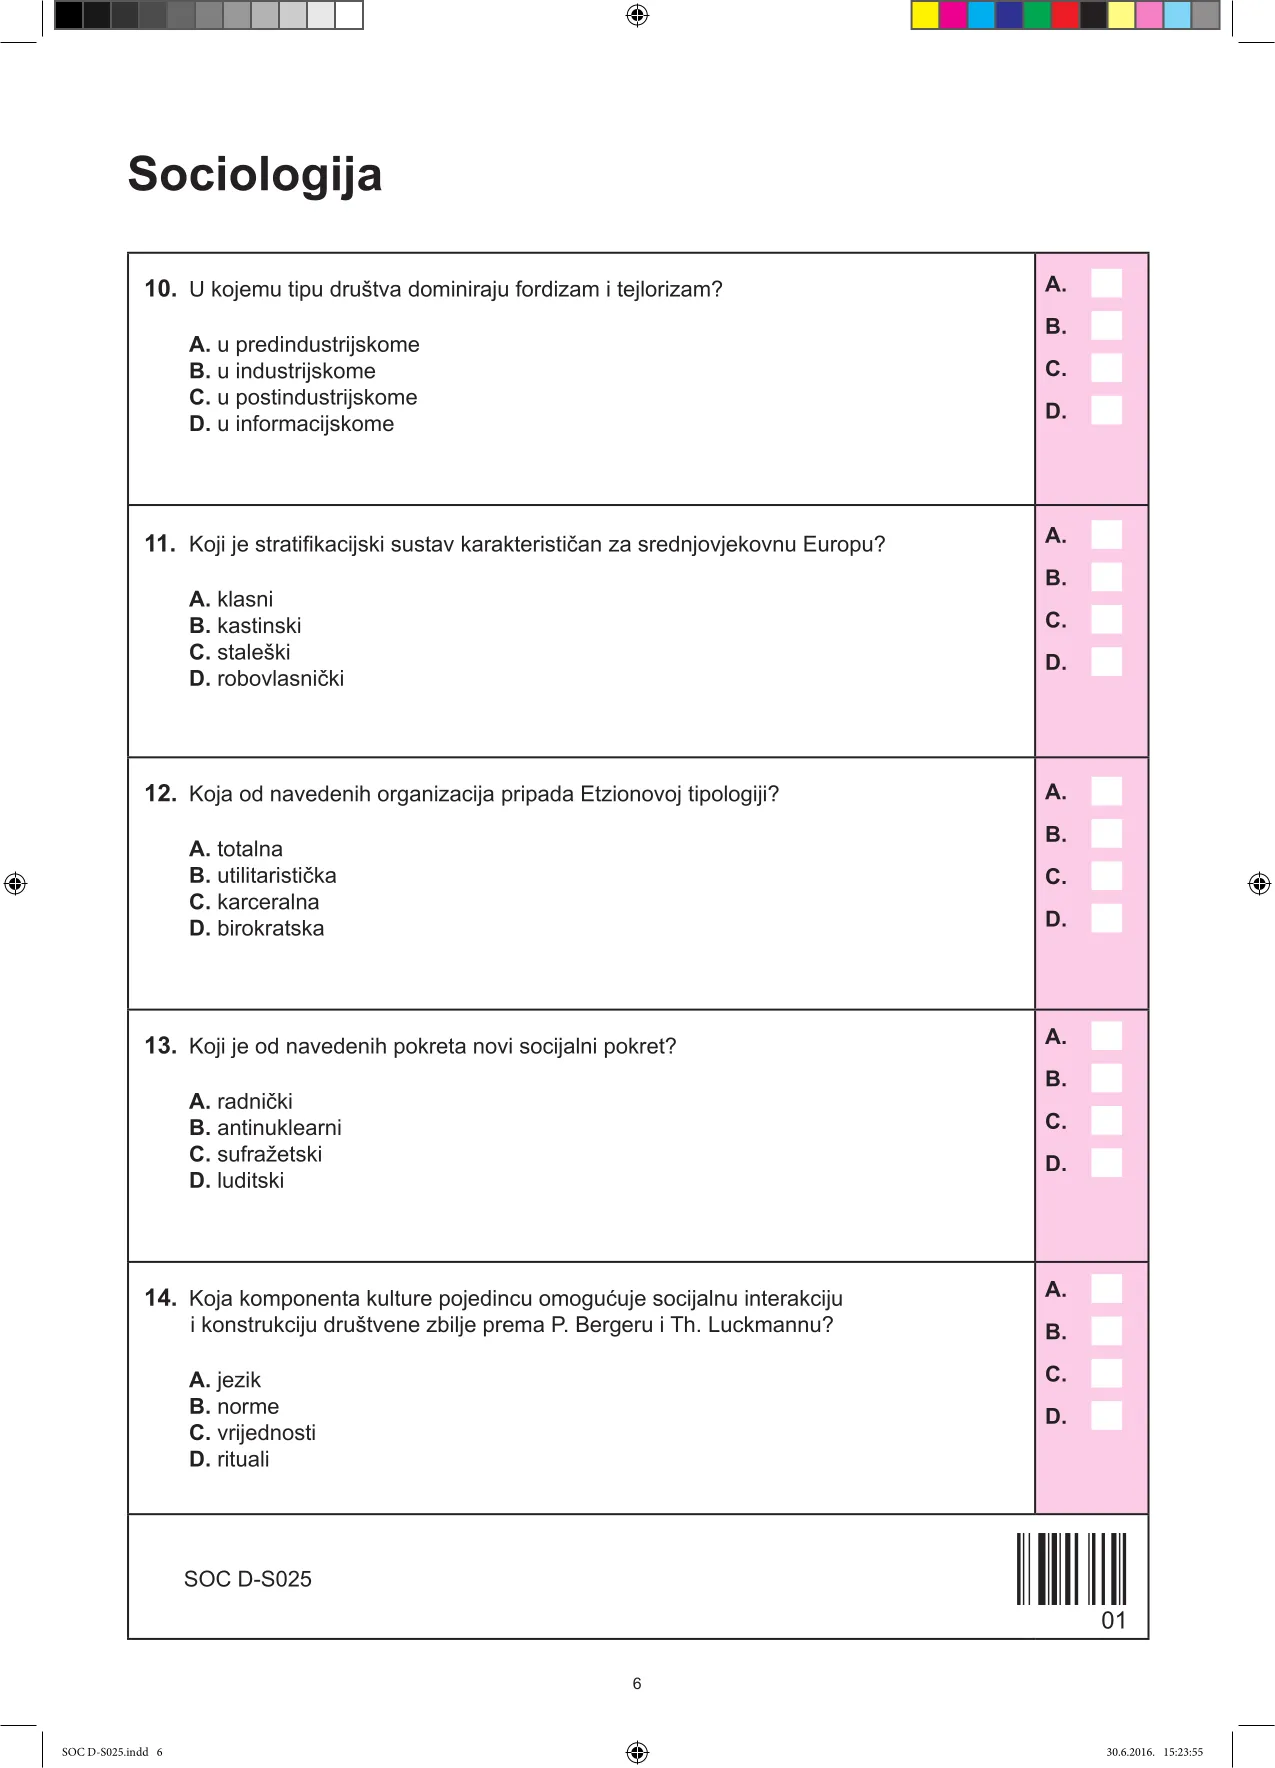 Sociologija
10. U kojemu tipu društva dominiraju fordizam i tejlorizam?
A. u predindustrijskome
B. u industrijskome
C. u postindustrijskome
D. u informacijskome
A.
B.
C.
D.
11. Koji je stratifikacijski sustav karakterističan za srednjovjekovnu Europu?
A. klasni
B. kastinski
C. staleški
D. robovlasnički
A.
B.
C.
D.
12. Koja od navedenih organizacija pripada Etzionovoj tipologiji?
A. totalna
B. utilitaristička
C. karceralna
D. birokratska
A.
B.
C.
D.
13. Koji je od navedenih pokreta novi socijalni pokret?
A. radnički
B. antinuklearni
C. sufražetski
D. luditski
A.
B.
C.
D.
14. Koja komponenta kulture pojedincu omogućuje socijalnu interakciju
i konstrukciju društvene zbilje prema P. Bergeru i Th. Luckmannu?
A. jezik
B. norme
C. vrijednosti
D. rituali
A.
B.
C.
D.
SOC D-S025
01
6
SOC D-S025.indd 6
30.6.2016. 15:23:55